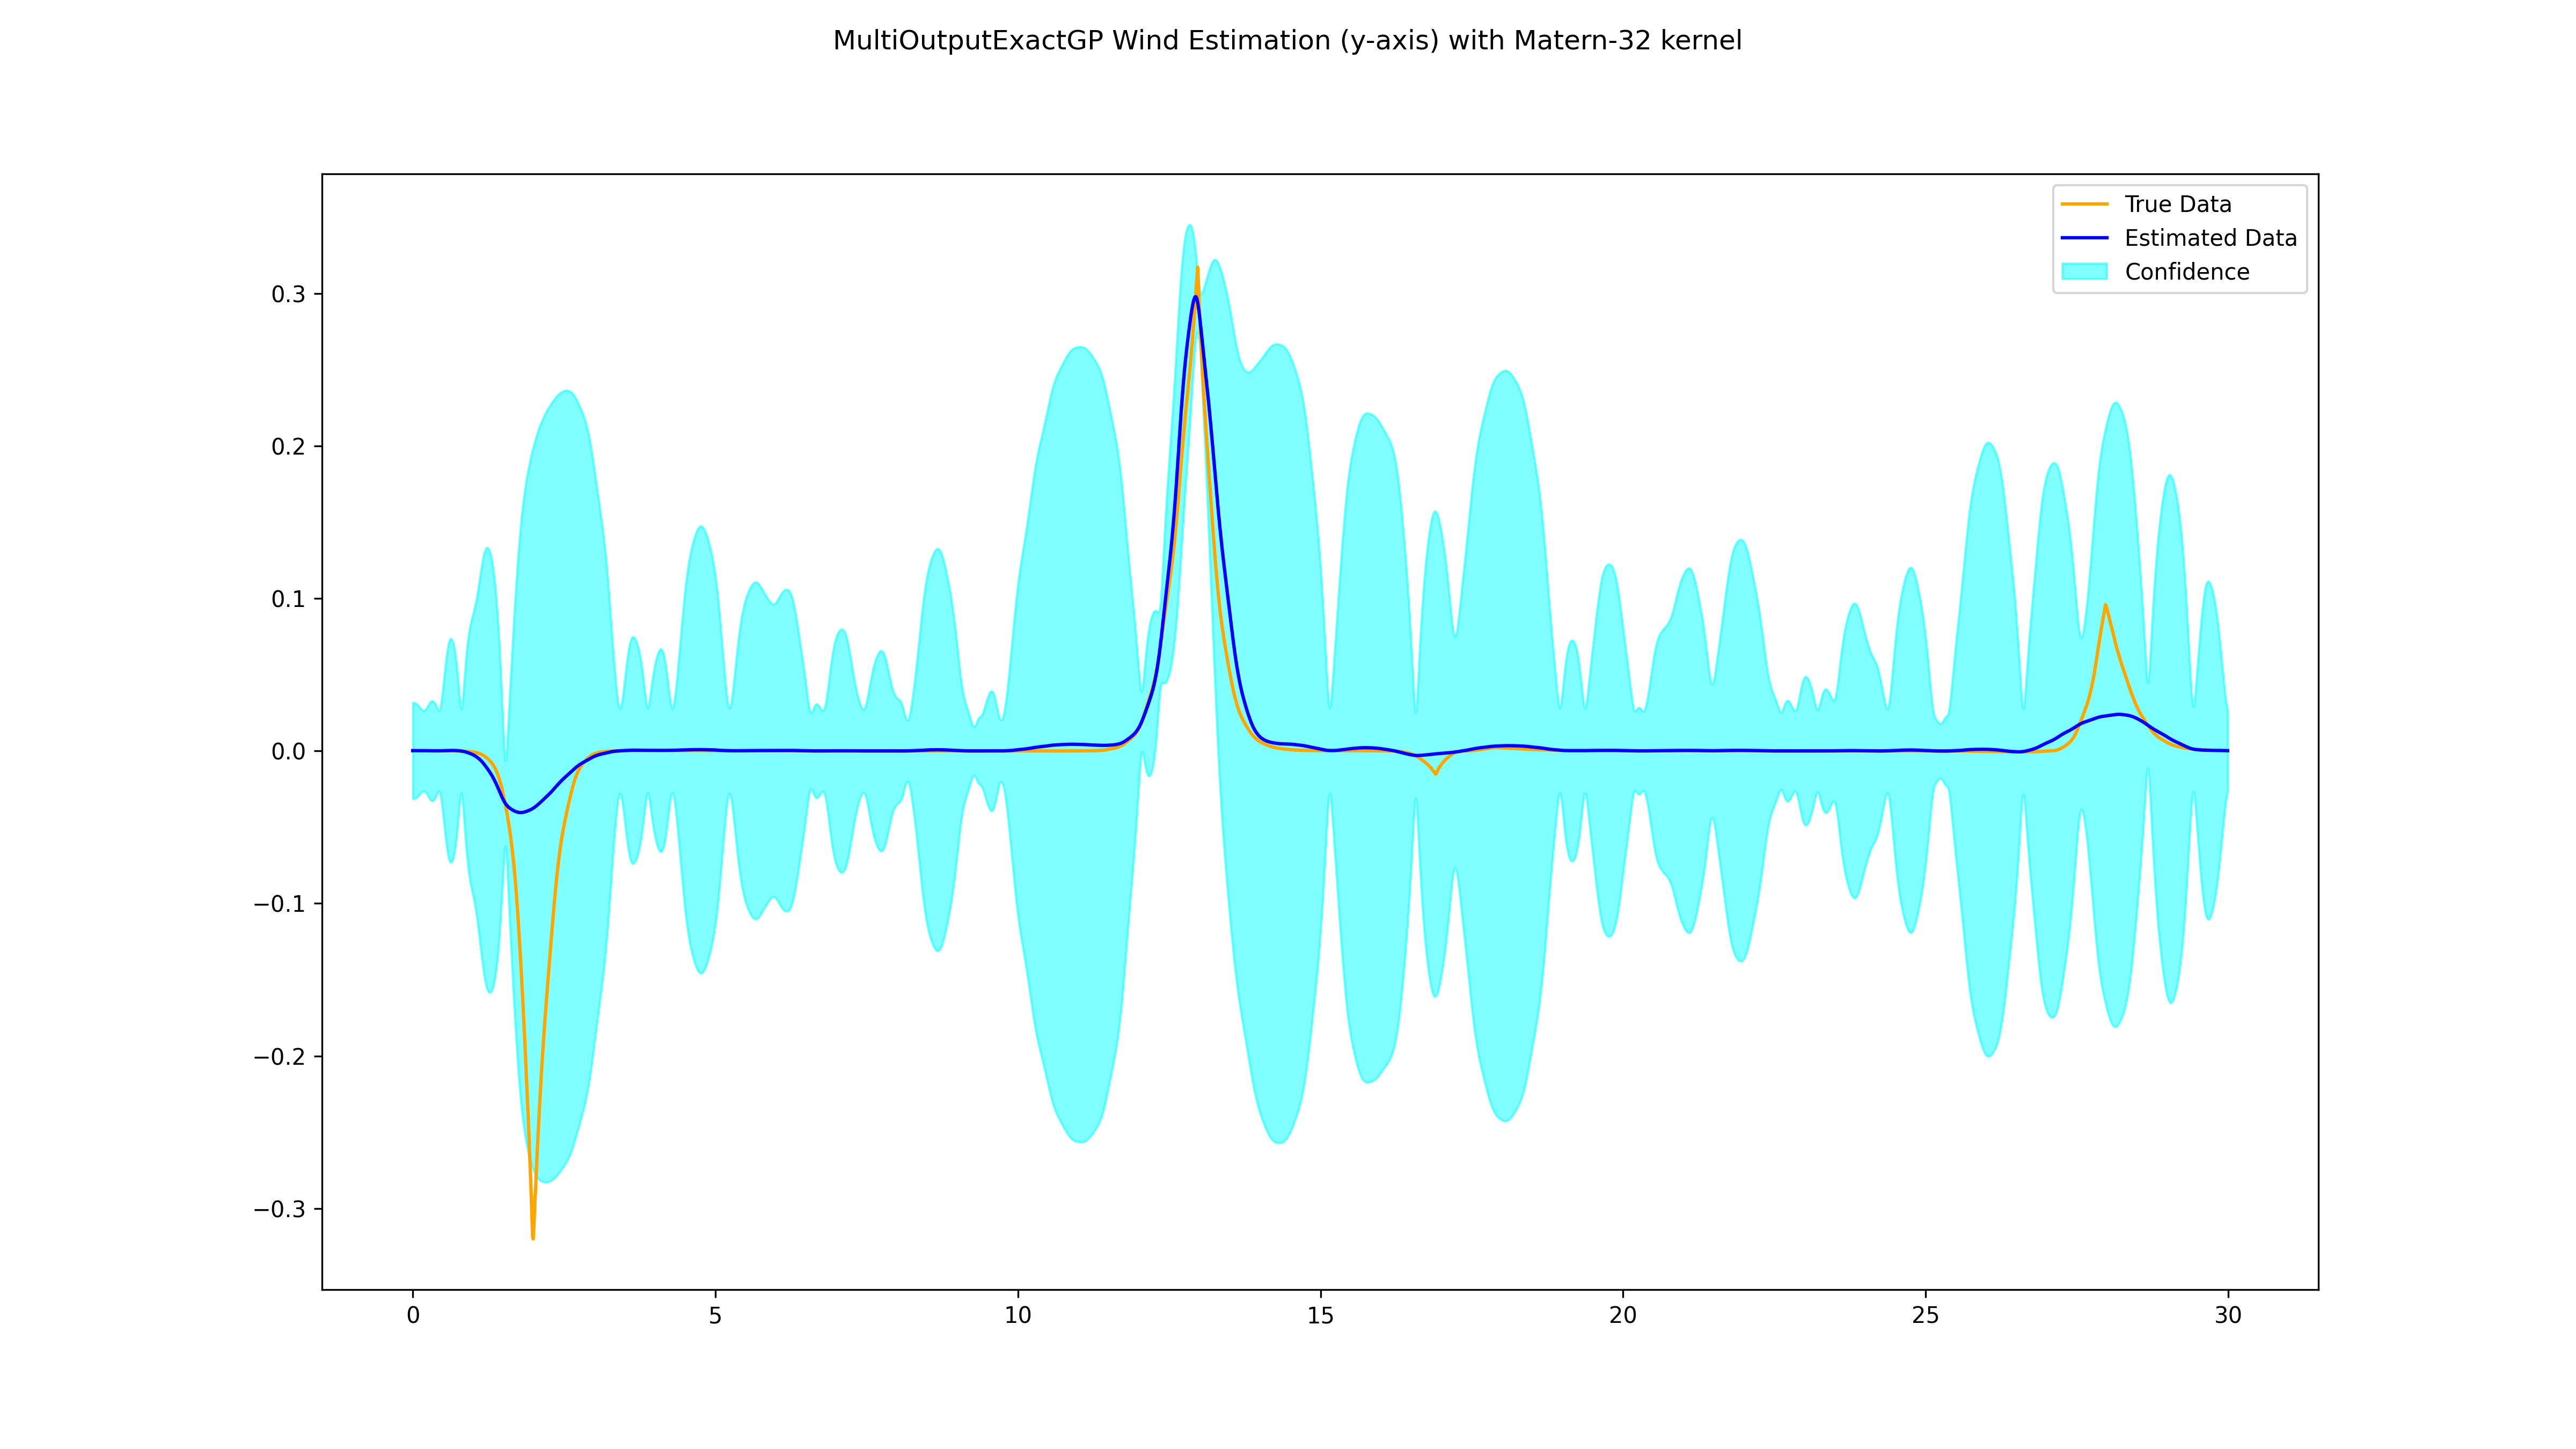 MultiOutputExactGP Wind Estimation (y-axis) with Matern-32 kernel
True Data
Estimated Data
Confidence
0.3
0.2
0.1
0.0
−0.1
−0.2
−0.3
0 5 10 15 20 25 30